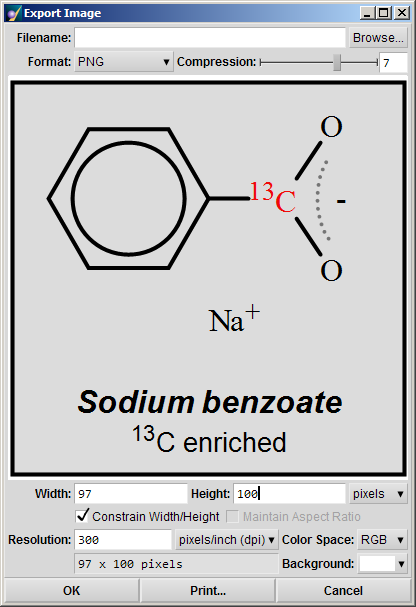 Export Image
Filename: Browse...
Format: PNG Compression: 7
O
¹³C
-
O
Na⁺
Sodium benzoate
¹³C enriched
Width: 97 Height: 100 pixels
Constrain Width/Height Maintain Aspect Ratio
Resolution: 300 pixels/inch (dpi) Color Space: RGB
97 x 100 pixels Background:
OK Print... Cancel